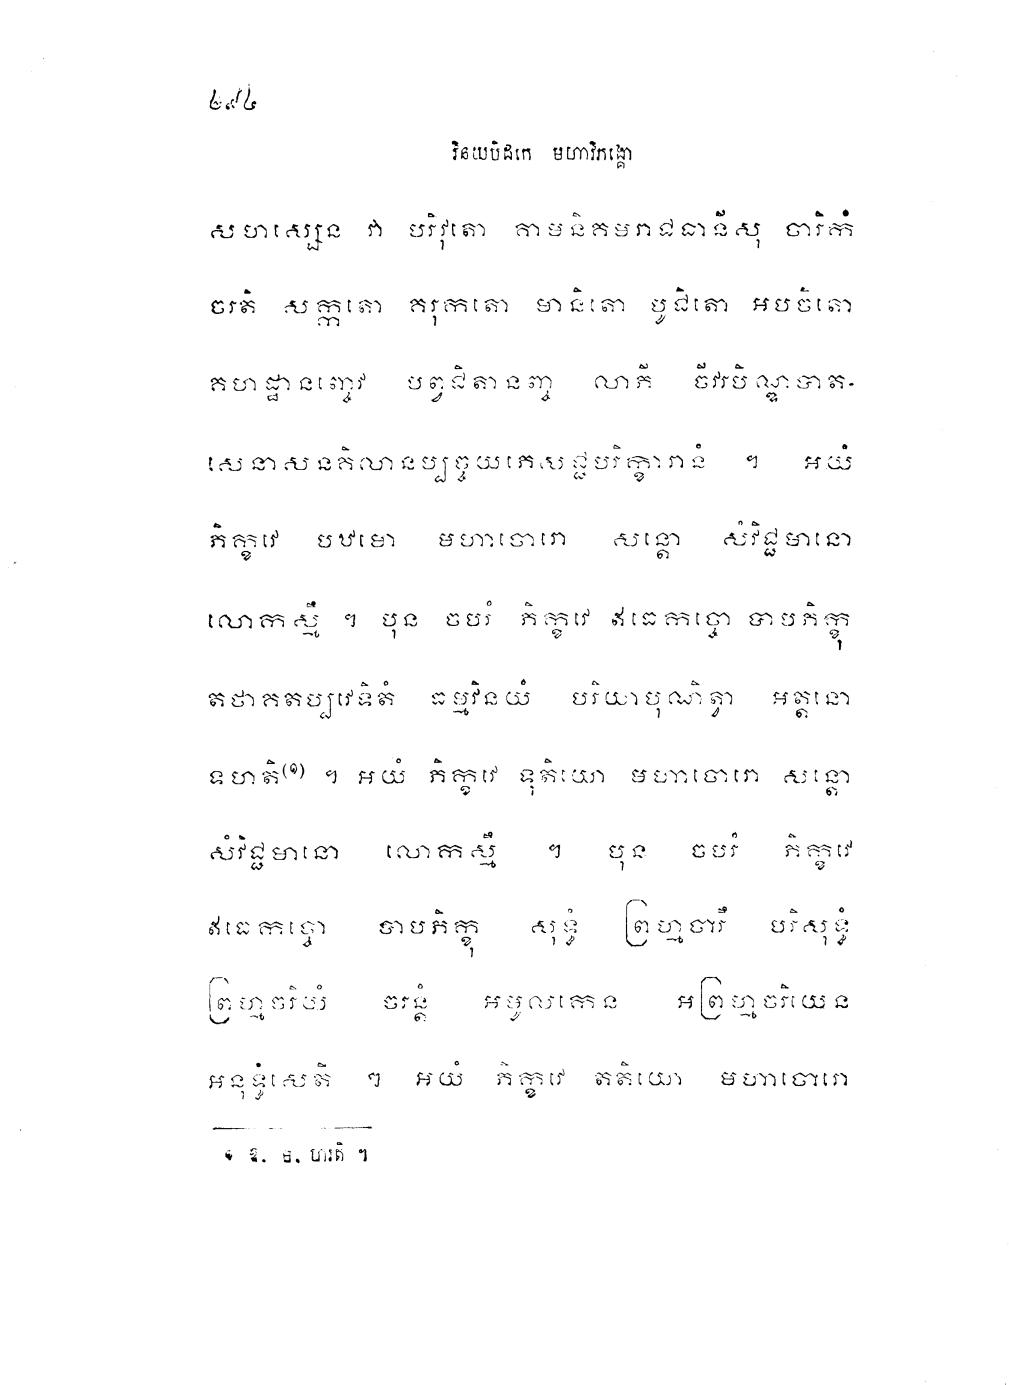 ២៩៤
វិនយបិដកេ មហាវិភង្គោ
សហស្សេន វា បរិវុតោ គាមនិគមរាជធានីសុ ចារិកំ
ចរតិ សក្កតោ គរុកតោ មានិតោ បូជិតោ អបចិតោ
គហដ្ឋានញ្ចេវ បព្វជិតានញ្ច លាភី ចីវរបិណ្ឌបាត-
សេនាសនគិលានប្បច្ចយភេសជ្ជបរិក្ខារានំ ។ អយំ
ភិក្ខវេ បឋមោ មហាចោរោ សន្តោ សំវិជ្ជមានោ
លោកស្មឹ ។ បុន ចបរំ ភិក្ខវេ ឥធេកច្ចោ បាបភិក្ខុ
តថាគតប្បវេទិតំ ធម្មវិនយំ បរិយាបុណិត្វា អត្តនោ
ទហតិ(១) ។ អយំ ភិក្ខវេ ទុតិយោ មហាចោរោ សន្តោ
សំវិជ្ជមានោ លោកស្មឹ ។ បុន ចបរំ ភិក្ខវេ
ឥធេកច្ចោ បាបភិក្ខុ សុទ្ធំ ព្រហ្មចារឹ បរិសុទ្ធំ
ព្រហ្មចរិយំ ចរន្តំ អមូលកេន អព្រហ្មចរិយេន
អនុទ្ធំសេតិ ។ អយំ ភិក្ខវេ តតិយោ មហាចោរោ
១ ឱ. ម. ហរតិ ។